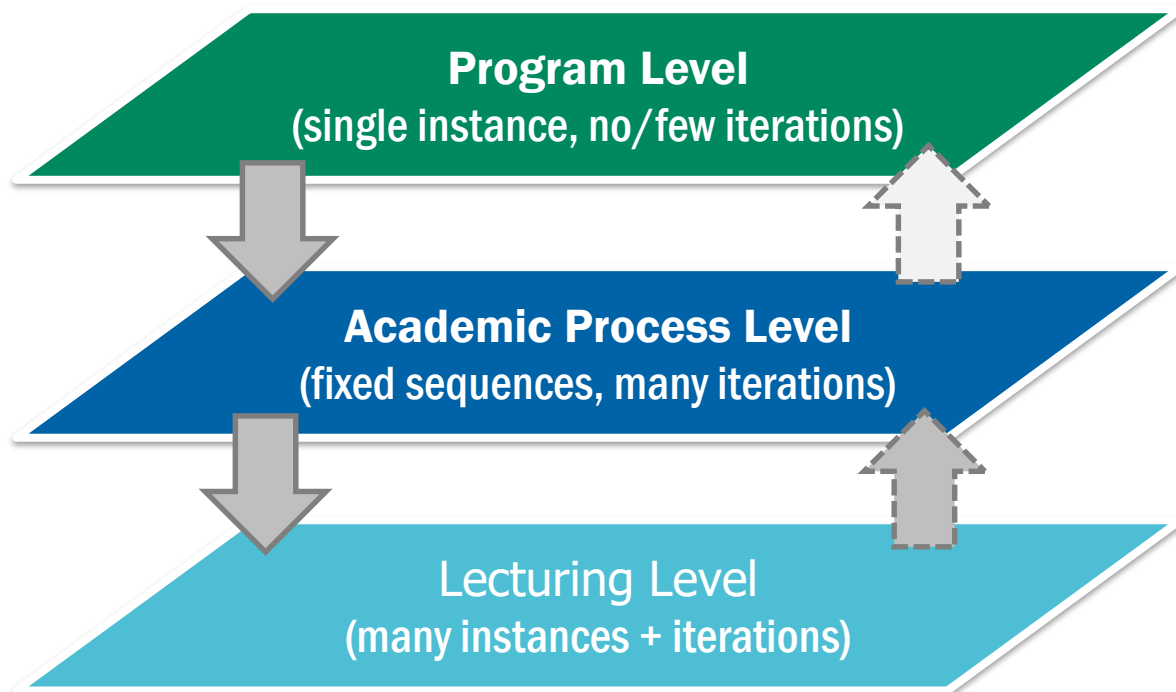 Program Level
(single instance, no/few iterations)
Academic Process Level
(fixed sequences, many iterations)
Lecturing Level
(many instances + iterations)